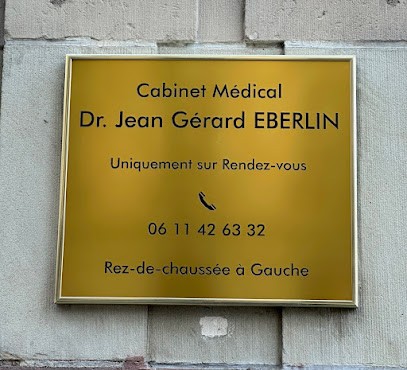 Cabinet Médical
Dr. Jean Gérard EBERLIN
Uniquement sur Rendez-vous
06 11 42 63 32
Rez-de-chaussée à Gauche